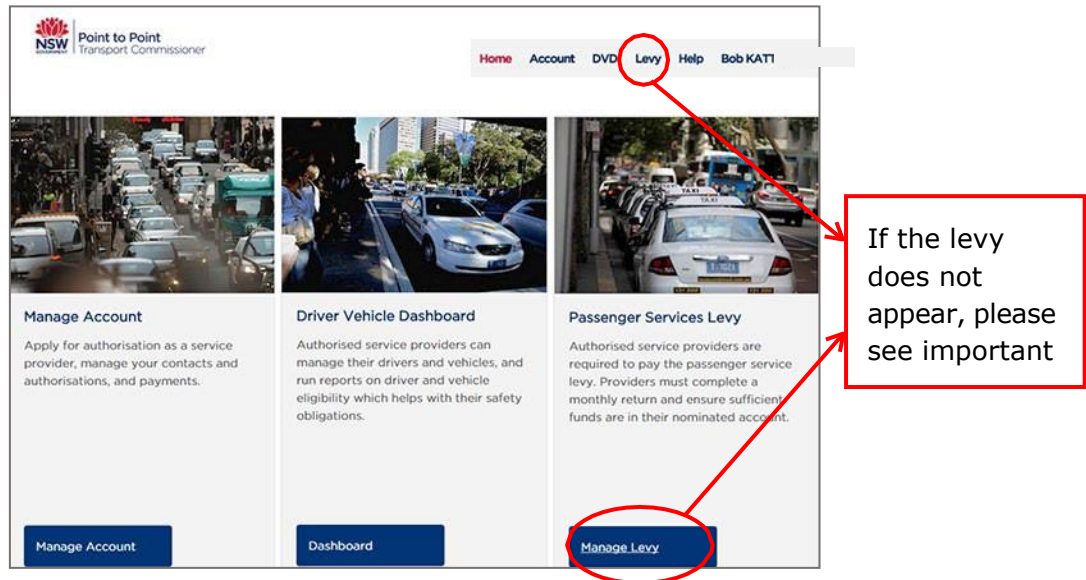 NSW
GOVERNMENT
Point to Point
Transport Commissioner
Home Account DVD Levy Help Bob KATT
Manage Account
Apply for authorisation as a service
provider, manage your contacts and
authorisations, and payments.
Manage Account
Driver Vehicle Dashboard
Authorised service providers can
manage their drivers and vehicles, and
run reports on driver and vehicle
eligibility which helps with their safety
obligations.
Dashboard
TAXI
TAXI
Passenger Services Levy
Authorised service providers are
required to pay the passenger service
levy. Providers must complete a
monthly return and ensure sufficient
funds are in their nominated account.
Manage Levy
If the levy
does not
appear, please
see important